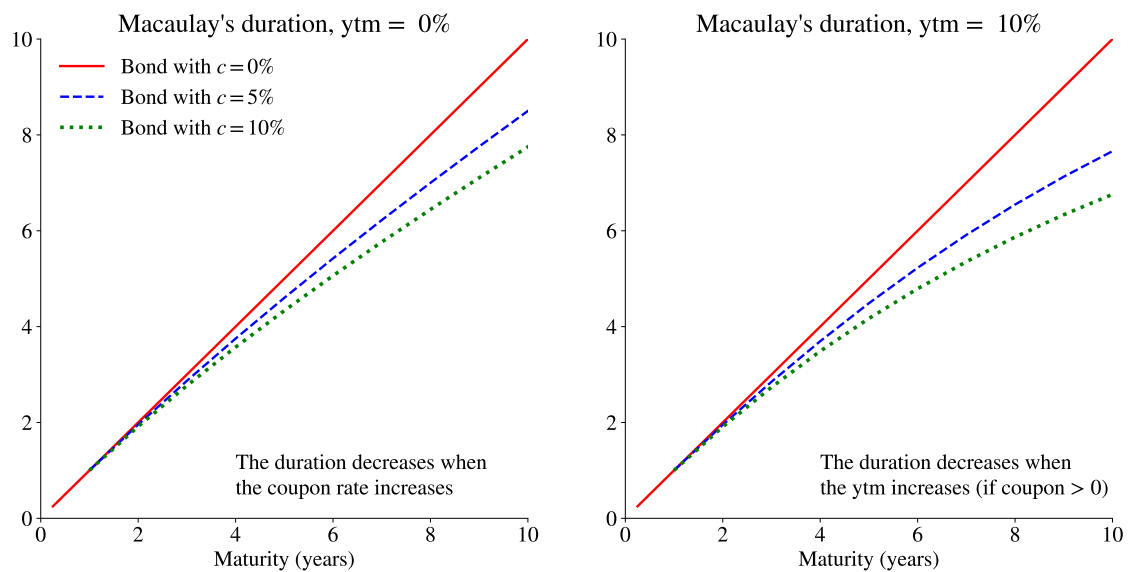 Macaulay's duration, ytm = 0%
10
8
6
4
2
0
Bond with c = 0%
Bond with c = 5%
Bond with c = 10%
The duration decreases when
the coupon rate increases
0 2 4 6 8 10
Maturity (years)
Macaulay's duration, ytm = 10%
10
8
6
4
2
0
The duration decreases when
the ytm increases (if coupon > 0)
0 2 4 6 8 10
Maturity (years)